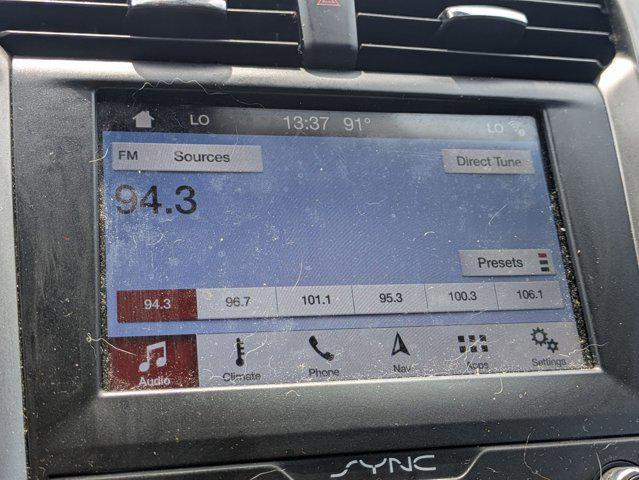 LO 13:37 91° LO
FM Sources Direct Tune
94.3
Presets
94.3 96.7 101.1 95.3 100.3 106.1
Audio Climate Phone Nav Apps Settings
SYNC